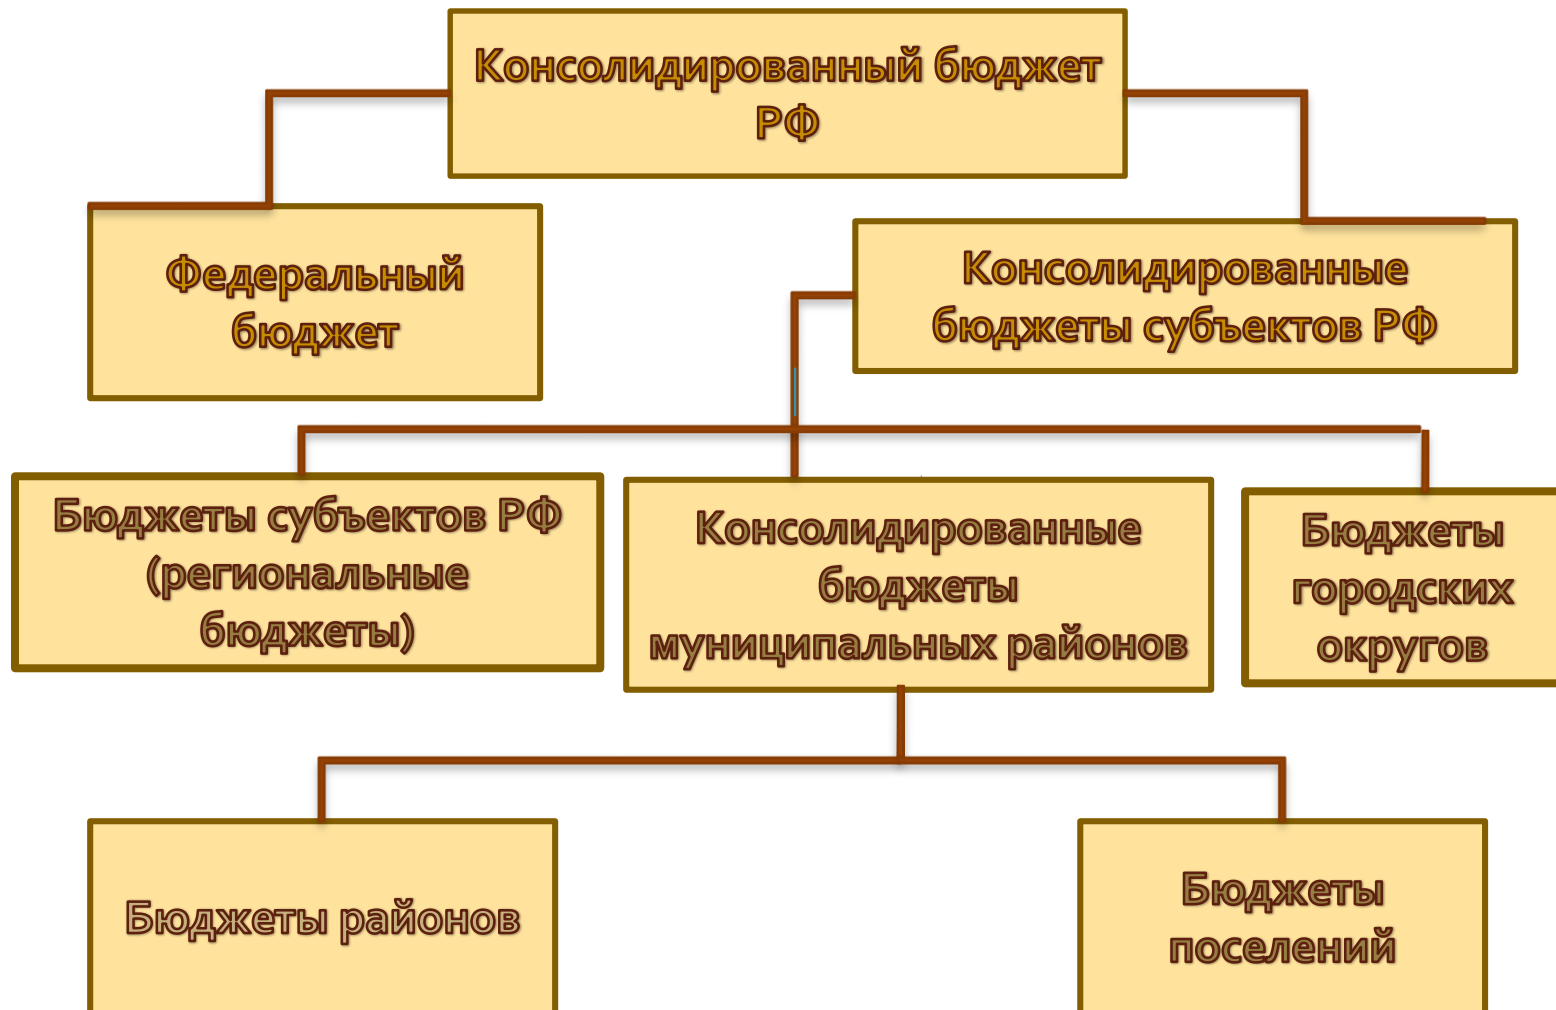 Консолидированный бюджет
РФ
Федеральный
бюджет
Консолидированные
бюджеты субъектов РФ
Бюджеты субъектов РФ
(региональные
бюджеты)
Консолидированные
бюджеты
муниципальных районов
Бюджеты
городских
округов
Бюджеты районов
Бюджеты
поселений